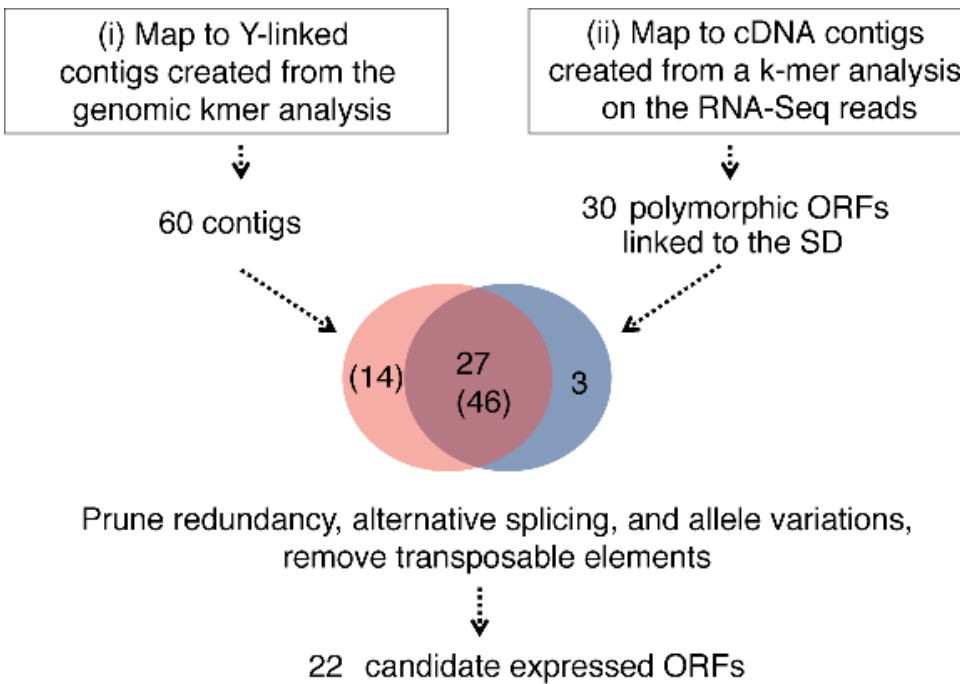 (i) Map to Y-linked
contigs created from the
genomic kmer analysis
(ii) Map to cDNA contigs
created from a k-mer analysis
on the RNA-Seq reads
60 contigs
30 polymorphic ORFs
linked to the SD
(14)
27
(46)
3
Prune redundancy, alternative splicing, and allele variations,
remove transposable elements
22 candidate expressed ORFs